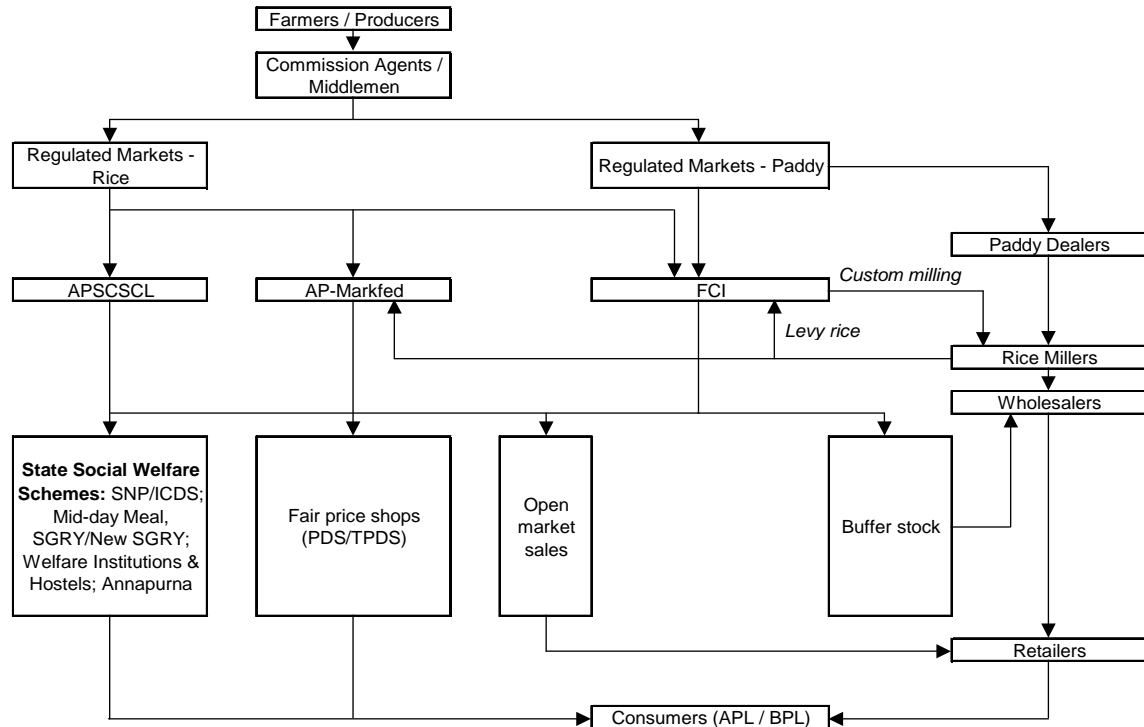 Farmers / Producers
Commission Agents /
Middlemen
Regulated Markets -
Rice
Regulated Markets - Paddy
Paddy Dealers
APSCSCL
AP-Markfed
FCI
Custom milling
Levy rice
Rice Millers
Wholesalers
State Social Welfare
Schemes: SNP/ICDS;
Mid-day Meal,
SGRY/New SGRY;
Welfare Institutions &
Hostels; Annapurna
Fair price shops
(PDS/TPDS)
Open
market
sales
Buffer stock
Retailers
Consumers (APL / BPL)